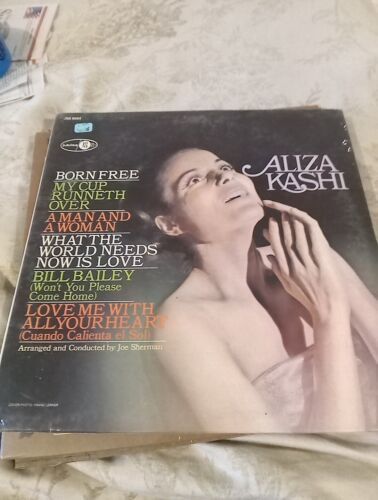 BORN FREE
MY CUP
RUNNETH
OVER
A MAN AND
A WOMAN
WHAT THE
WORLD NEEDS
NOW IS LOVE
BILL BAILEY
(Won't You Please
Come Home)
LOVE ME WITH
ALL YOUR HEART
(Cuando Calienta el Sol)
Arranged and Conducted by Joe Sherman
ALIZA
KASHI